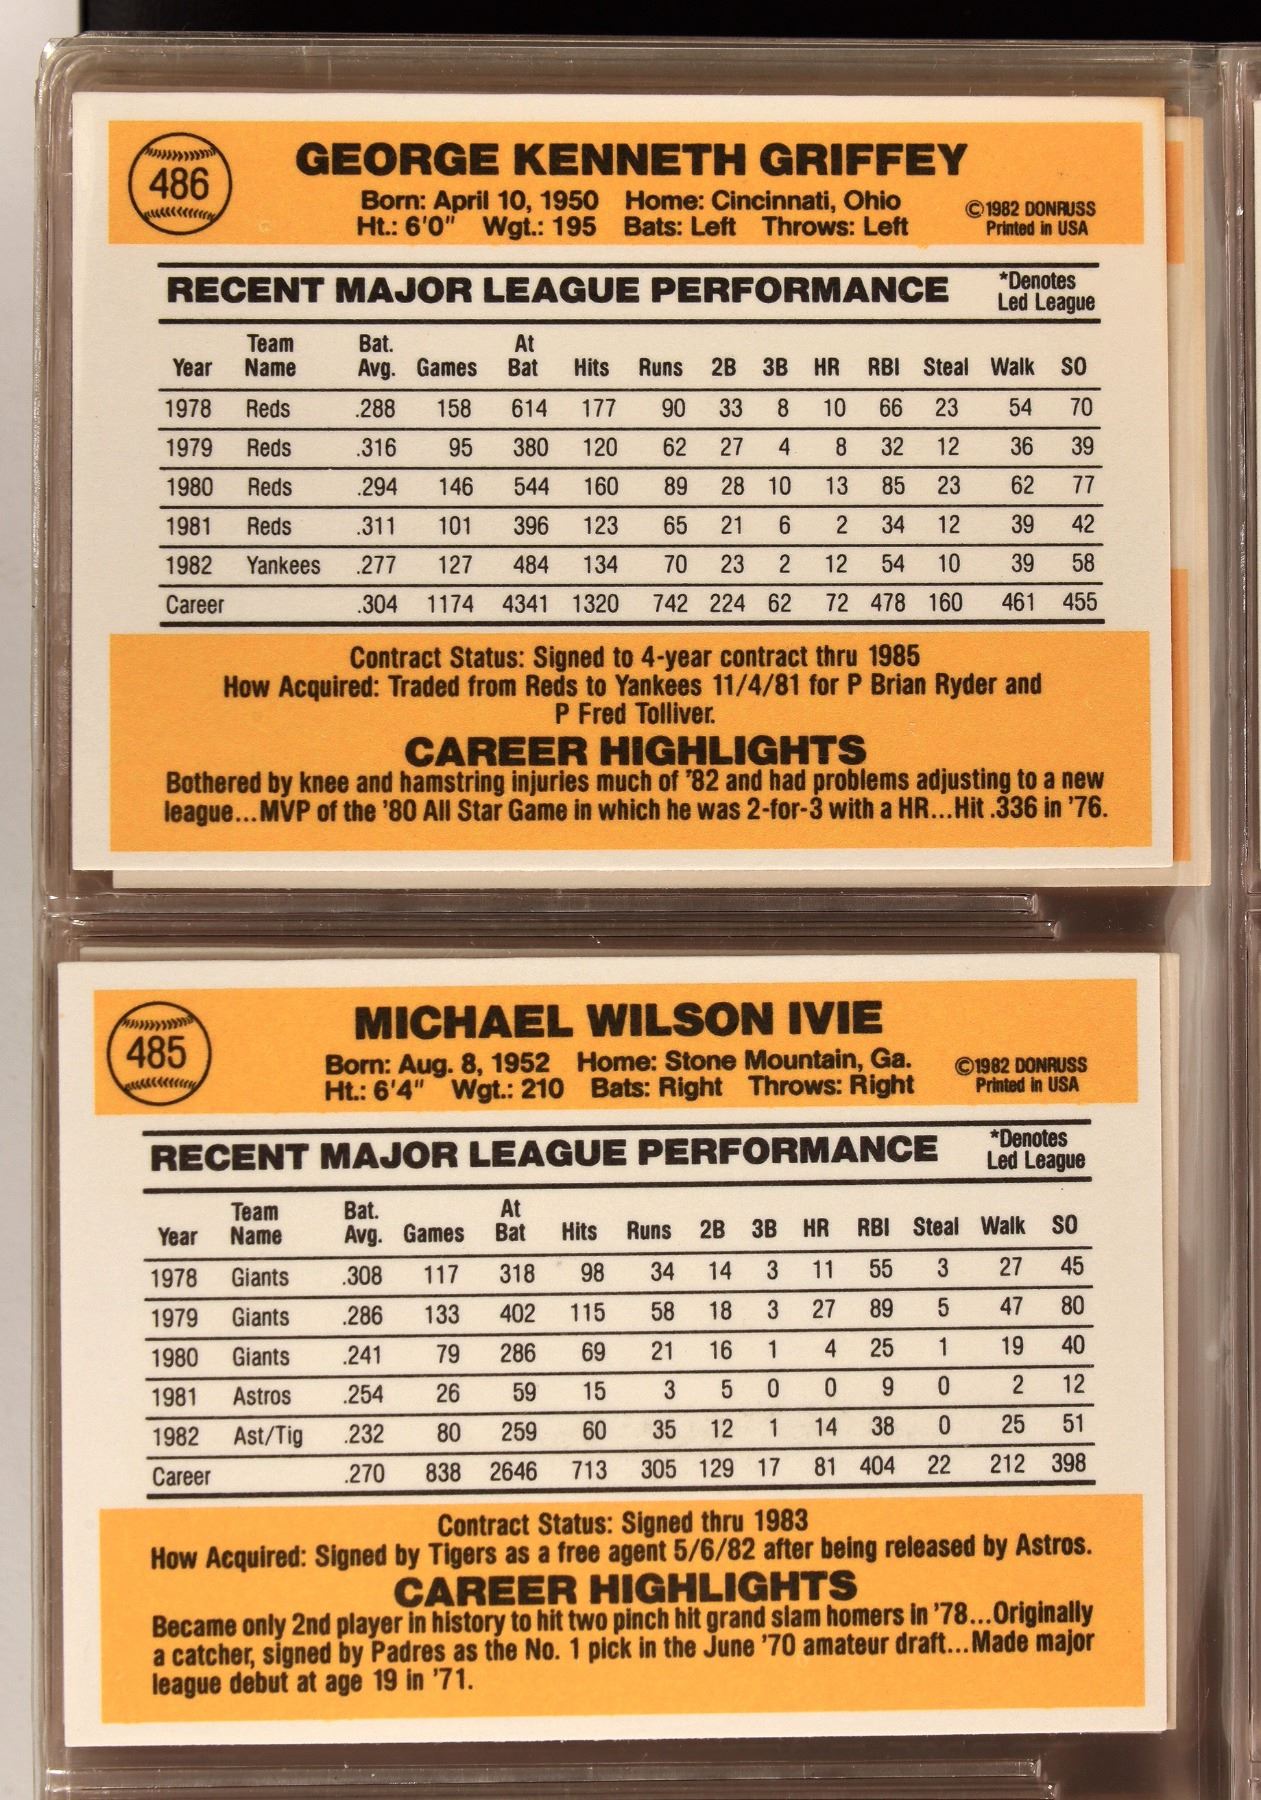 486
GEORGE KENNETH GRIFFEY
Born: April 10, 1950 Home: Cincinnati, Ohio
Ht.: 6'0" Wgt.: 195 Bats: Left Throws: Left
©1982 DONRUSS
Printed in USA
RECENT MAJOR LEAGUE PERFORMANCE
*Denotes
Led League
Year Team Name Bat. Avg. Games At Bat Hits Runs 2B 3B HR RBI Steal Walk SO
1978 Reds .288 158 614 177 90 33 8 10 66 23 54 70
1979 Reds .316 95 380 120 62 27 4 8 32 12 36 39
1980 Reds .294 146 544 160 89 28 10 13 85 23 62 77
1981 Reds .311 101 396 123 65 21 6 2 34 12 39 42
1982 Yankees .277 127 484 134 70 23 2 12 54 10 39 58
Career .304 1174 4341 1320 742 224 62 72 478 160 461 455
Contract Status: Signed to 4-year contract thru 1985
How Acquired: Traded from Reds to Yankees 11/4/81 for P Brian Ryder and
P Fred Tolliver.
CAREER HIGHLIGHTS
Bothered by knee and hamstring injuries much of '82 and had problems adjusting to a new
league...MVP of the '80 All Star Game in which he was 2-for-3 with a HR...Hit .336 in '76.
485
MICHAEL WILSON IVIE
Born: Aug. 8, 1952 Home: Stone Mountain, Ga.
Ht.: 6'4" Wgt.: 210 Bats: Right Throws: Right
©1982 DONRUSS
Printed in USA
RECENT MAJOR LEAGUE PERFORMANCE
*Denotes
Led League
Year Team Name Bat. Avg. Games At Bat Hits Runs 2B 3B HR RBI Steal Walk SO
1978 Giants .308 117 318 98 34 14 3 11 55 3 27 45
1979 Giants .286 133 402 115 58 18 3 27 89 5 47 80
1980 Giants .241 79 286 69 21 16 1 4 25 1 19 40
1981 Astros .254 26 59 15 3 5 0 0 9 0 2 12
1982 Ast/Tig .232 80 259 60 35 12 1 14 38 0 25 51
Career .270 838 2646 713 305 129 17 81 404 22 212 398
Contract Status: Signed thru 1983
How Acquired: Signed by Tigers as a free agent 5/6/82 after being released by Astros.
CAREER HIGHLIGHTS
Became only 2nd player in history to hit two pinch hit grand slam homers in '78...Originally
a catcher, signed by Padres as the No. 1 pick in the June '70 amateur draft...Made major
league debut at age 19 in '71.